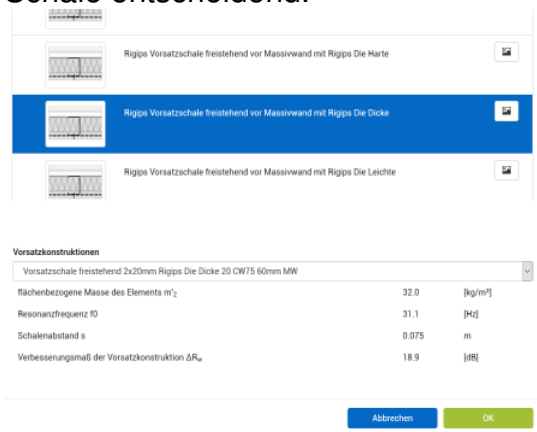 Schale entscheidend.
Rigips Vorsatzschale freistehend vor Massivwand mit Rigips Die Harte
Rigips Vorsatzschale freistehend vor Massivwand mit Rigips Die Dicke
Rigips Vorsatzschale freistehend vor Massivwand mit Rigips Die Leichte
Vorsatzkonstruktionen
Vorsatzschale freistehend 2x20mm Rigips Die Dicke 20 CW75 60mm MW
flächenbezogene Masse des Elements m'₂ 32.0 [kg/m²]
Resonanzfrequenz f0 31.1 [Hz]
Schalenabstand s 0.075 m
Verbesserungsmaß der Vorsatzkonstruktion ΔRw 18.9 [dB]
Abbrechen OK